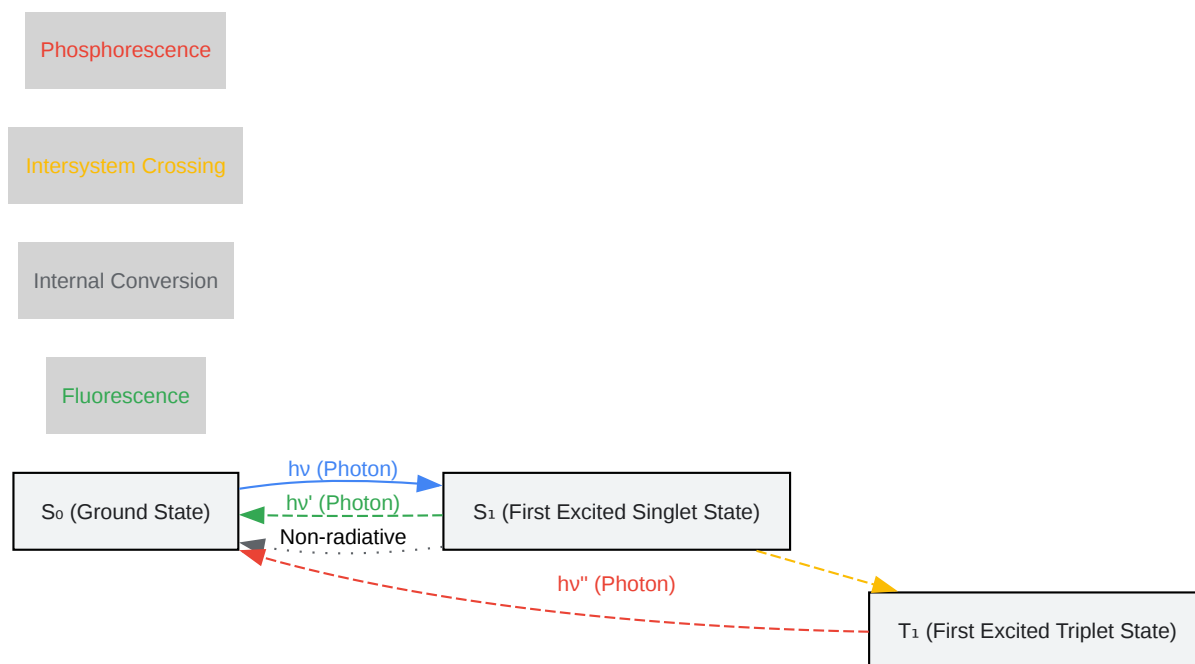 Phosphorescence
Intersystem Crossing
Internal Conversion
Fluorescence
hν (Photon)
S₀ (Ground State)
hν' (Photon)
S₁ (First Excited Singlet State)
Non-radiative
hν'' (Photon)
T₁ (First Excited Triplet State)